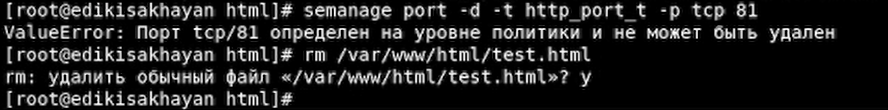 [root@edikisakhayan html]# semanage port -d -t http_port_t -p tcp 81
ValueError: Порт tcp/81 определен на уровне политики и не может быть удален
[root@edikisakhayan html]# rm /var/www/html/test.html
rm: удалить обычный файл «/var/www/html/test.html»? y
[root@edikisakhayan html]#